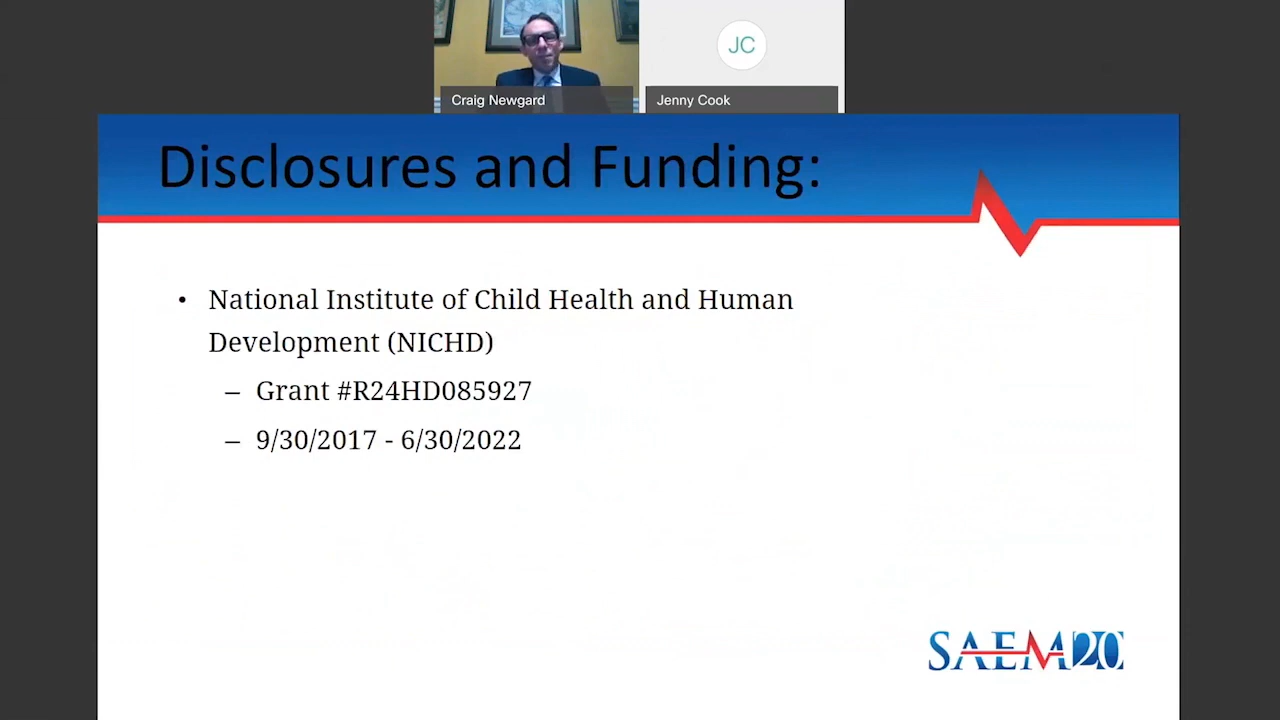 JC
Craig Newgard
Jenny Cook
Disclosures and Funding:
• National Institute of Child Health and Human
Development (NICHD)
– Grant #R24HD085927
– 9/30/2017 - 6/30/2022
SAEM20